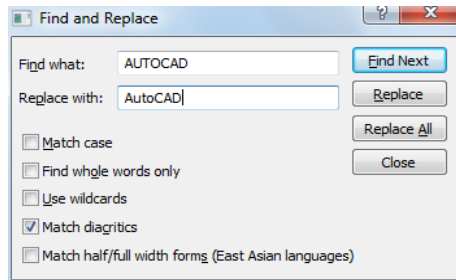 Find and Replace
Find what: AUTOCAD
Find Next
Replace with: AutoCAD
Replace
Replace All
Match case
Close
Find whole words only
Use wildcards
Match diacritics
Match half/full width forms (East Asian languages)